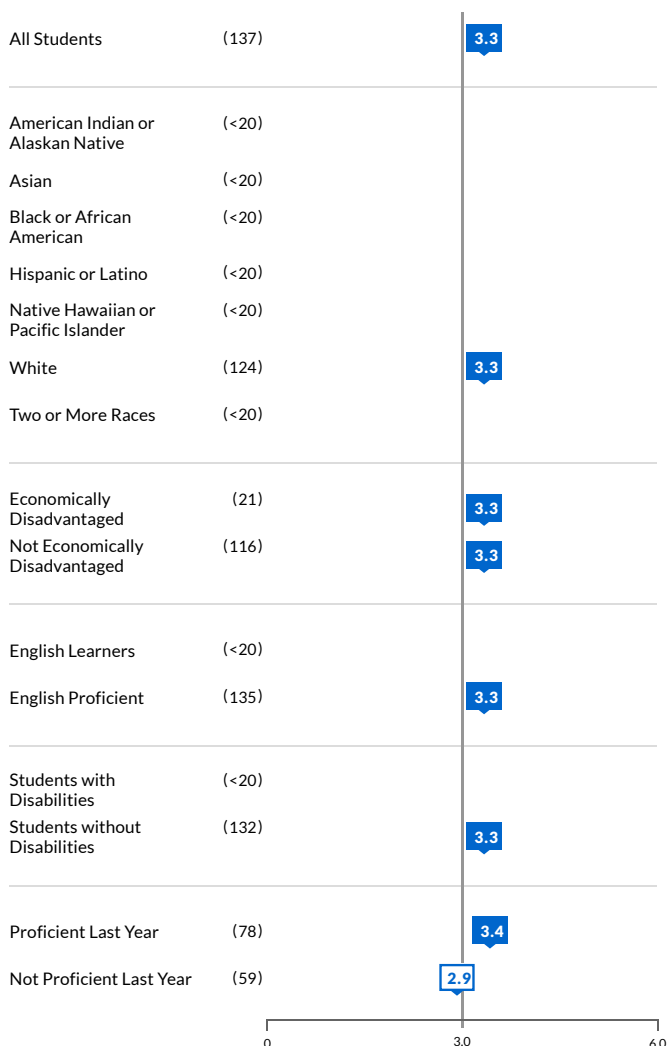 All Students (137) 3.3
American Indian or (<20)
Alaskan Native
Asian (<20)
Black or African (<20)
American
Hispanic or Latino (<20)
Native Hawaiian or (<20)
Pacific Islander
White (124) 3.3
Two or More Races (<20)
Economically (21) 3.3
Disadvantaged
Not Economically (116) 3.3
Disadvantaged
English Learners (<20)
English Proficient (135) 3.3
Students with (<20)
Disabilities
Students without (132) 3.3
Disabilities
Proficient Last Year (78) 3.4
Not Proficient Last Year (59) 2.9
0 3.0 6.0